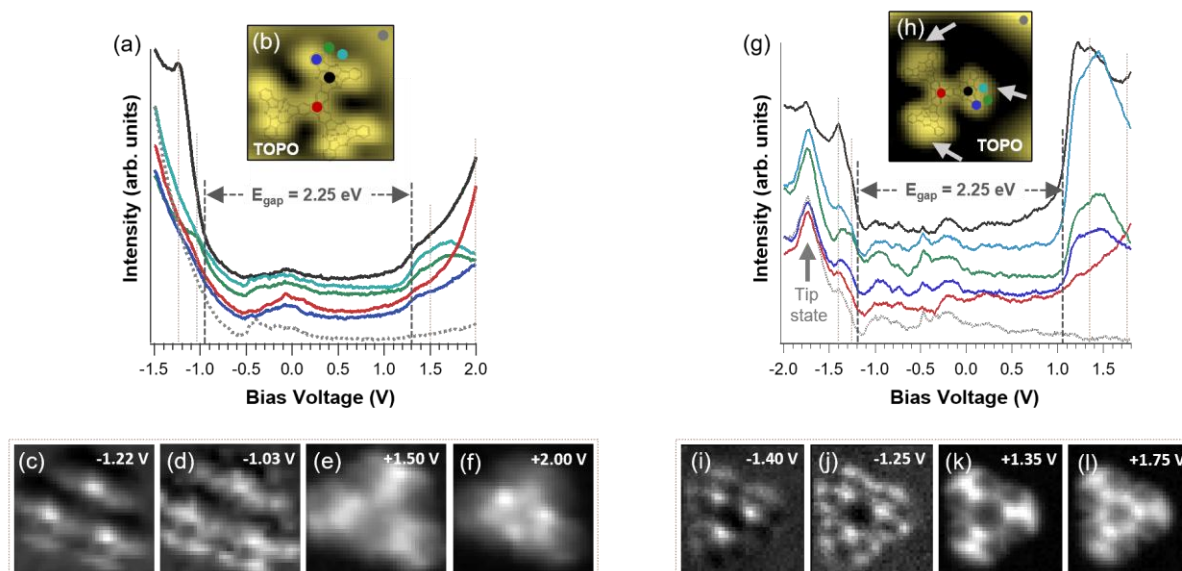 (a)
(b)
TOPO
E_gap = 2.25 eV
Intensity (arb. units)
-1.5 -1.0 -0.5 0.0 0.5 1.0 1.5 2.0
Bias Voltage (V)
(g)
(h)
TOPO
E_gap = 2.25 eV
Tip
state
Intensity (arb. units)
-2.0 -1.5 -1.0 -0.5 0.0 0.5 1.0 1.5
Bias Voltage (V)
(c) -1.22 V (d) -1.03 V (e) +1.50 V (f) +2.00 V
(i) -1.40 V (j) -1.25 V (k) +1.35 V (l) +1.75 V